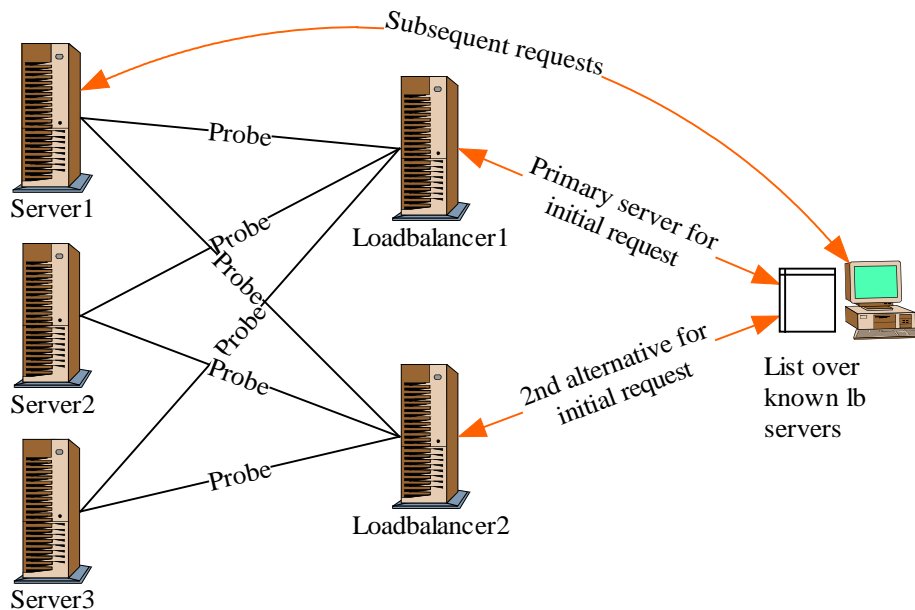 Subsequent requests
Probe
Server1
Loadbalancer1
Primary server for
initial request
Probe
Probe
Probe
Server2
Probe
2nd alternative for
initial request
List over
known lb
servers
Probe
Loadbalancer2
Server3